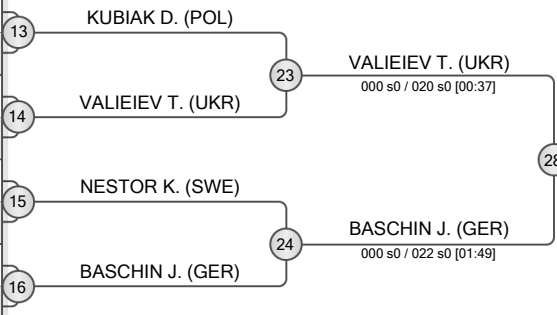 KUBIAK D. (POL)
13
23
VALIEIEV T. (UKR)
000 s0 / 020 s0 [00:37]
VALIEIEV T. (UKR)
14
28
NESTOR K. (SWE)
15
24
BASCHIN J. (GER)
000 s0 / 022 s0 [01:49]
BASCHIN J. (GER)
16